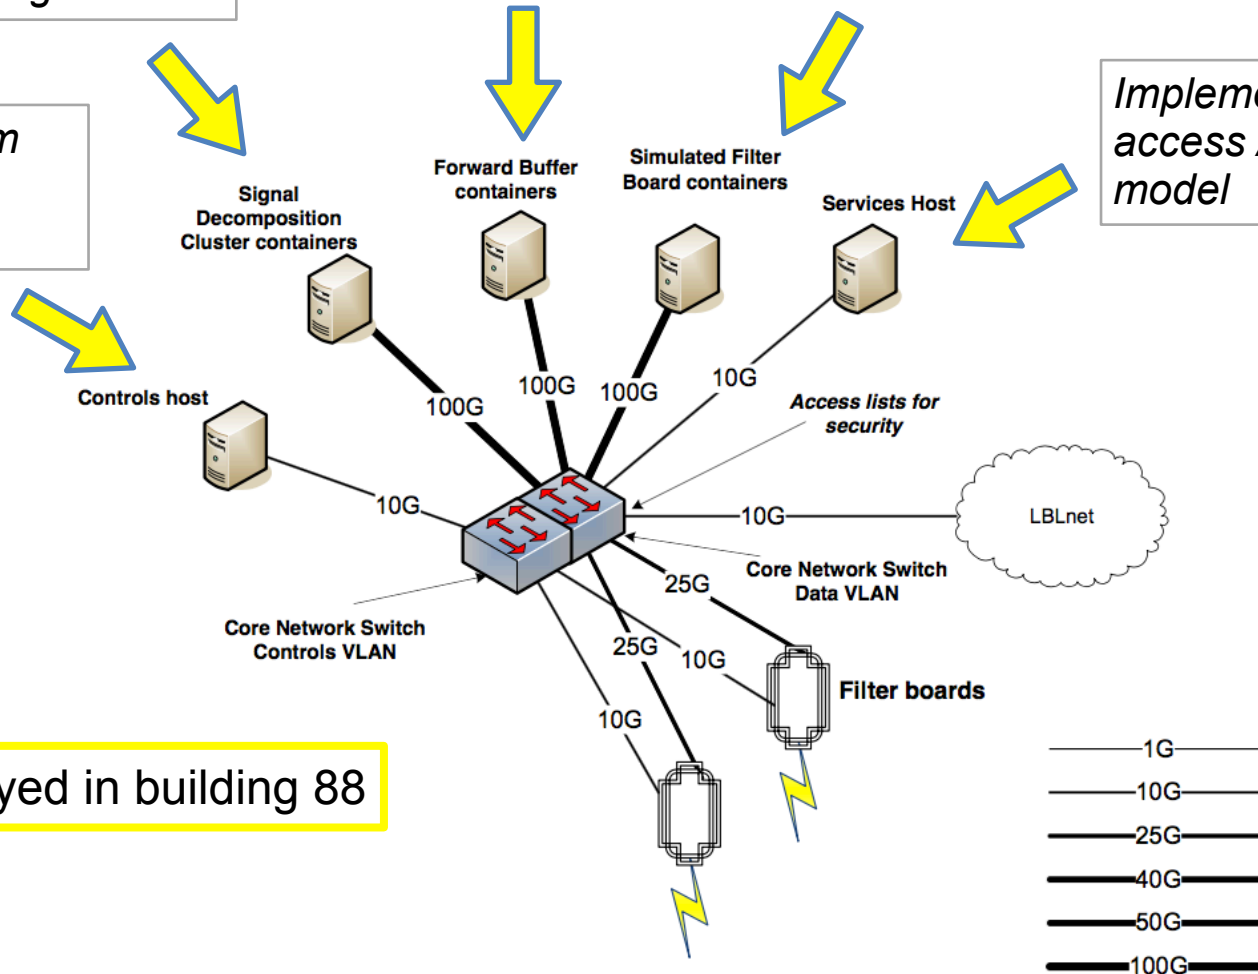 Implem
access
model
Forward Buffer
containers
Simulated Filter
Board containers
Signal
Decomposition
Cluster containers
Services Host
Controls host
100G
100G
100G
10G
10G
Access lists for
security
10G
LBLnet
Core Network Switch
Data VLAN
Core Network Switch
Controls VLAN
25G
25G
10G
10G
Filter boards
yed in building 88
1G
10G
25G
40G
50G
100G